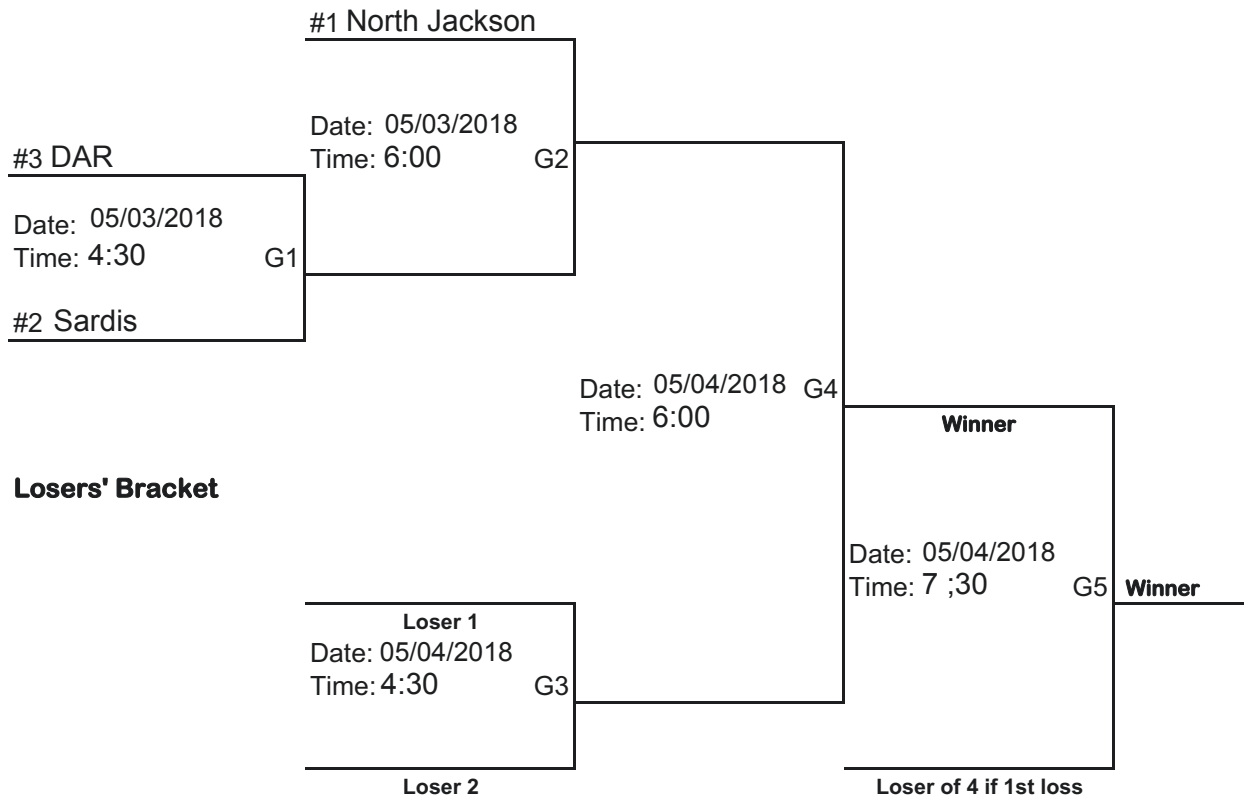 #1 North Jackson
Date: 05/03/2018
Time: 6:00 G2
#3 DAR
Date: 05/03/2018
Time: 4:30 G1
#2 Sardis
Date: 05/04/2018 G4
Time: 6:00
Winner
Losers' Bracket
Date: 05/04/2018
Time: 7 ;30 G5 Winner
Loser 1
Date: 05/04/2018
Time: 4:30 G3
Loser 2
Loser of 4 if 1st loss